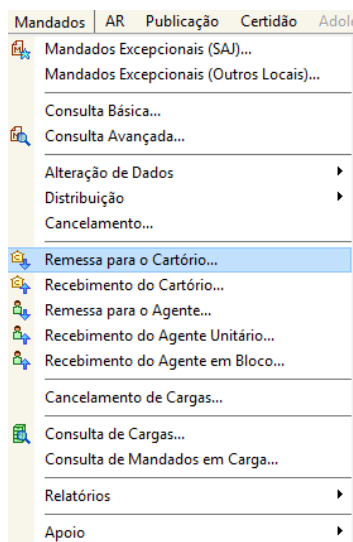 Mandados AR Publicação Certidão Adole
Mandados Excepcionais (SAJ)...
Mandados Excepcionais (Outros Locais)...
Consulta Básica...
Consulta Avançada...
Alteração de Dados
Distribuição
Cancelamento...
Remessa para o Cartório...
Recebimento do Cartório...
Remessa para o Agente...
Recebimento do Agente Unitário...
Recebimento do Agente em Bloco...
Cancelamento de Cargas...
Consulta de Cargas...
Consulta de Mandados em Carga...
Relatórios
Apoio